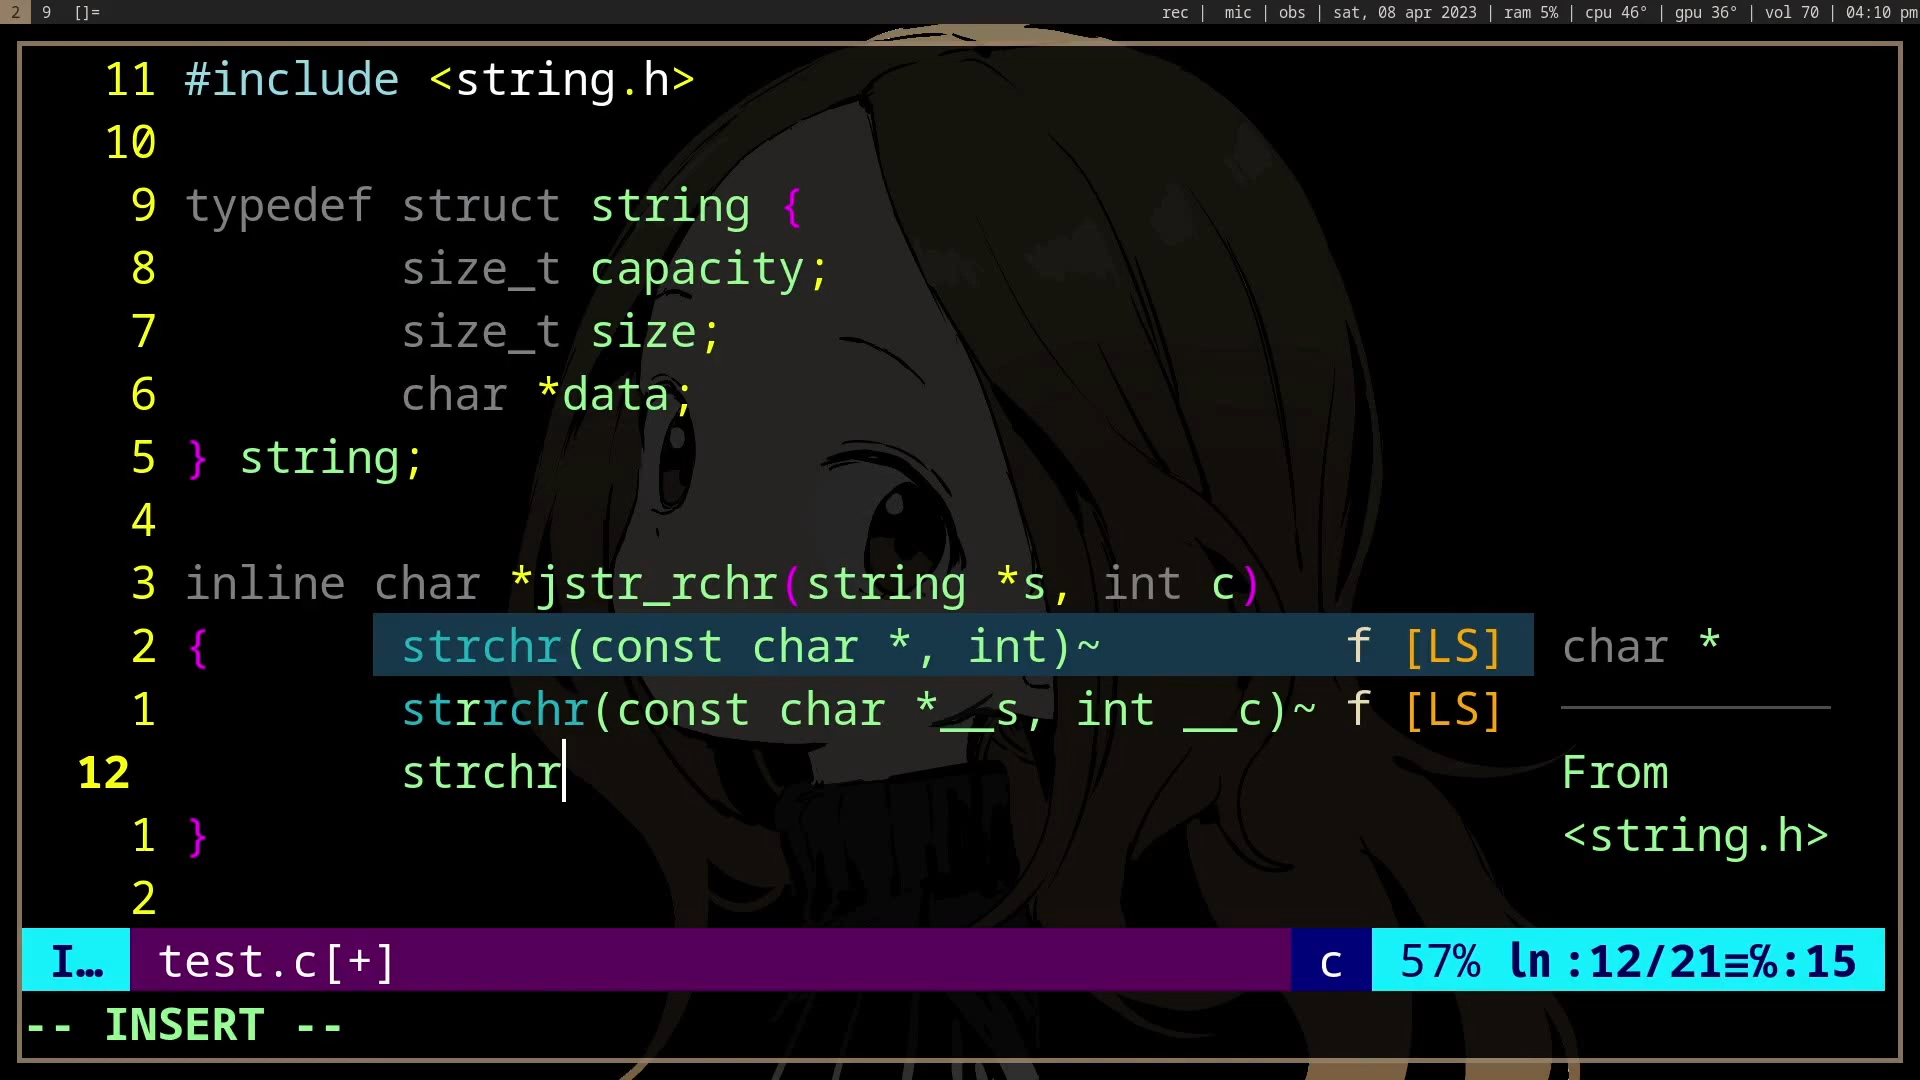 2 9 []= rec | mic | obs | sat, 08 apr 2023 | ram 5% | cpu 46° | gpu 36° | vol 70 | 04:10 pm
11 #include <string.h>
10
9 typedef struct string {
8 size_t capacity;
7 size_t size;
6 char *data;
5 } string;
4
3 inline char *jstr_rchr(string *s, int c)
2 { strchr(const char *, int)~ f [LS] char *
1 strrchr(const char *__s, int __c)~ f [LS]
12 strchr From
1 } <string.h>
2
I… test.c[+] c 57% ln :12/21≡℅:15
-- INSERT --